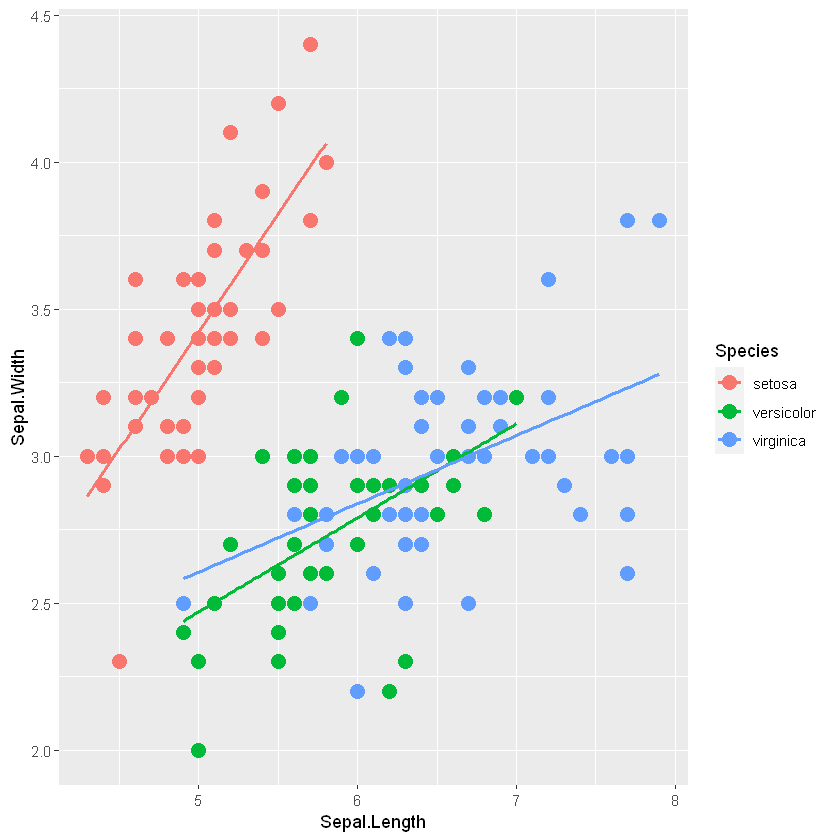 4.5
4.0
3.5
3.0
2.5
2.0
Sepal.Width
5 6 7 8
Sepal.Length
Species
setosa
versicolor
virginica